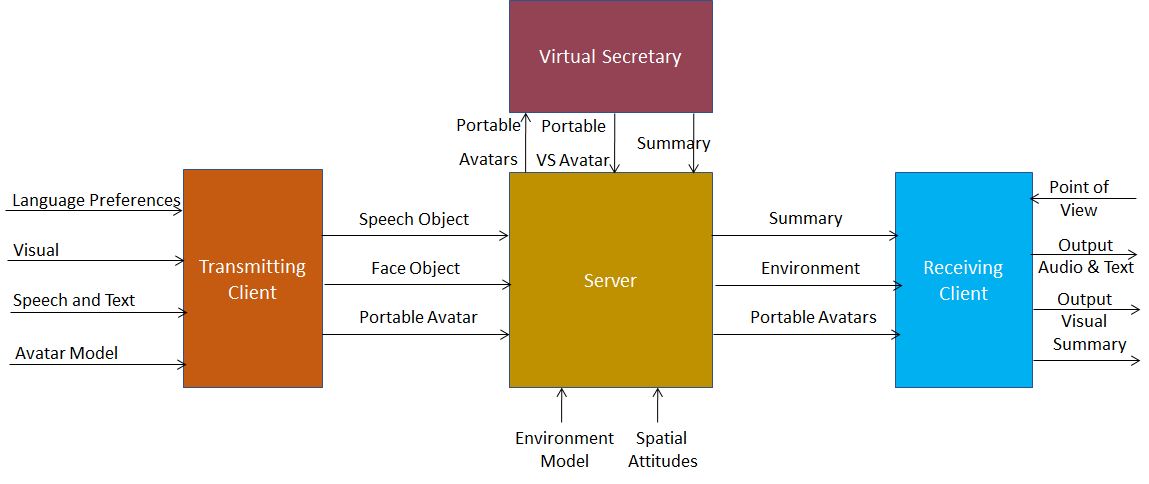 Virtual Secretary
Portable
Avatars
Portable
VS Avatar
Summary
Language Preferences
Visual
Speech and Text
Avatar Model
Transmitting
Client
Speech Object
Face Object
Portable Avatar
Server
Summary
Environment
Portable Avatars
Receiving
Client
Point of
View
Output
Audio & Text
Output
Visual
Summary
Environment
Model
Spatial
Attitudes